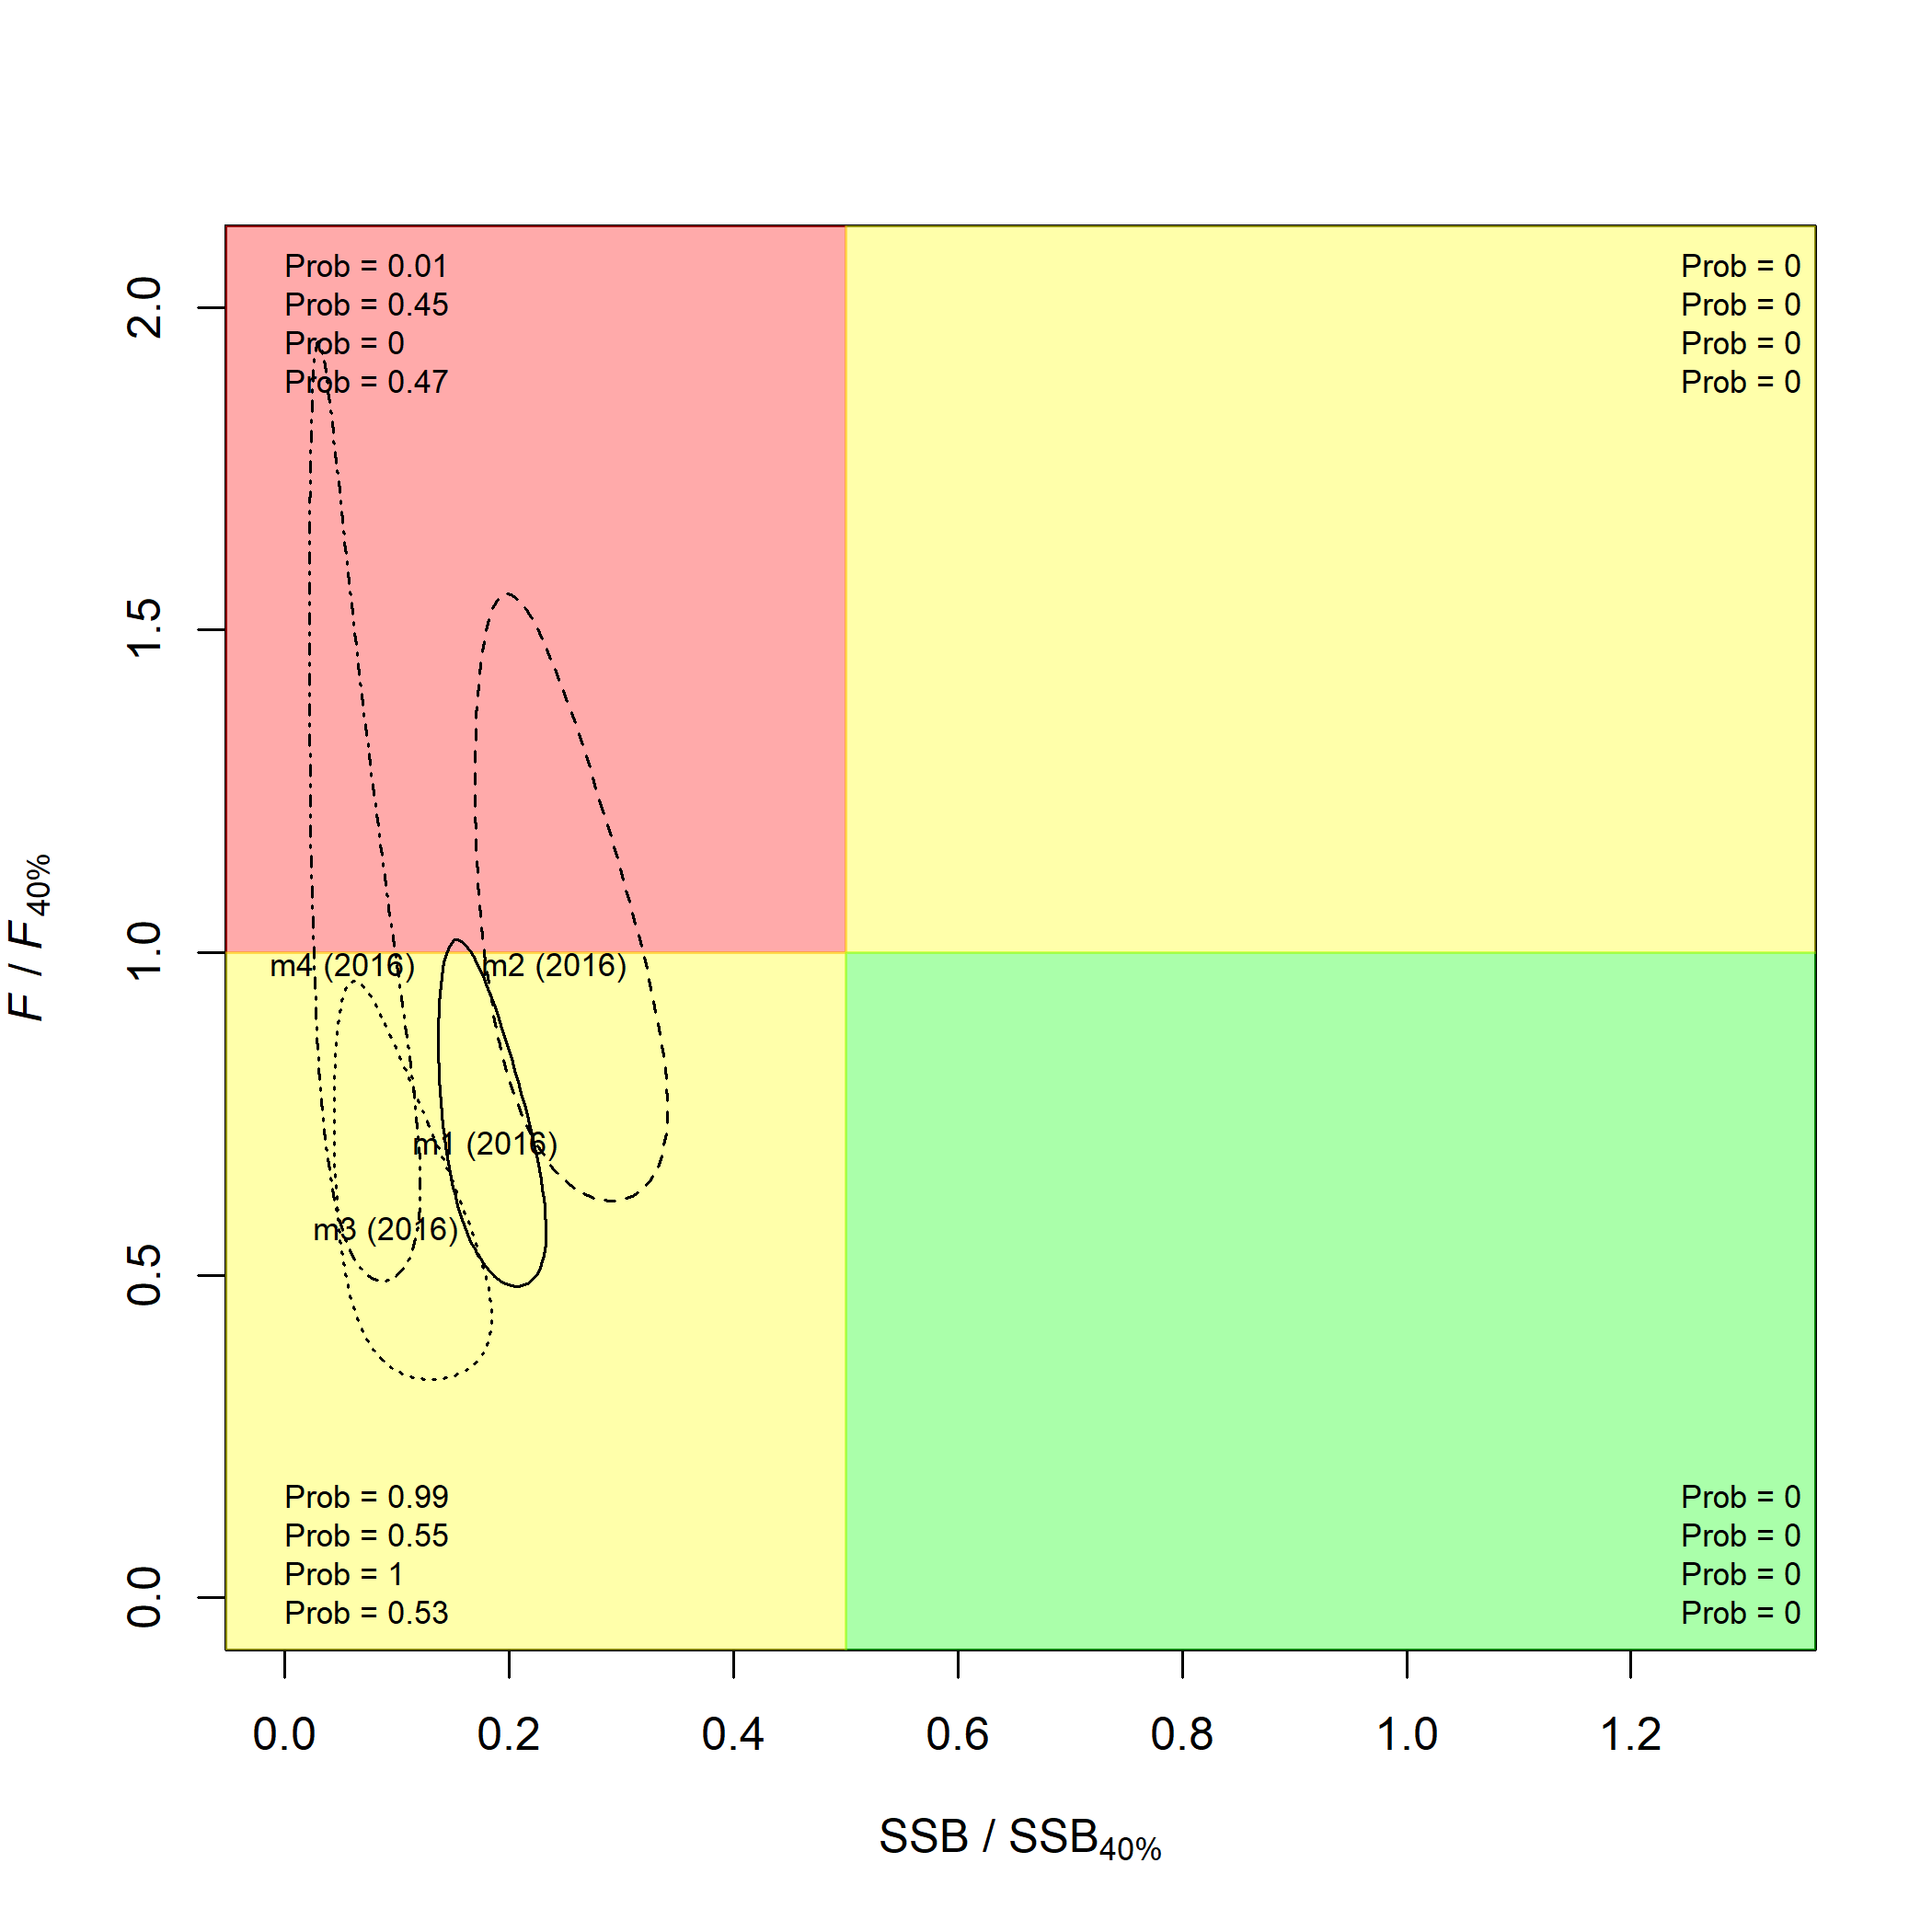 Prob = 0.01
Prob = 0.45
Prob = 0
Prob = 0.47
Prob = 0
Prob = 0
Prob = 0
Prob = 0
2.0
1.5
1.0
0.5
0.0
F / F40%
m4 (2016)
m2 (2016)
m1 (2016)
m3 (2016)
Prob = 0.99
Prob = 0.55
Prob = 1
Prob = 0.53
Prob = 0
Prob = 0
Prob = 0
Prob = 0
0.0 0.2 0.4 0.6 0.8 1.0 1.2
SSB / SSB40%